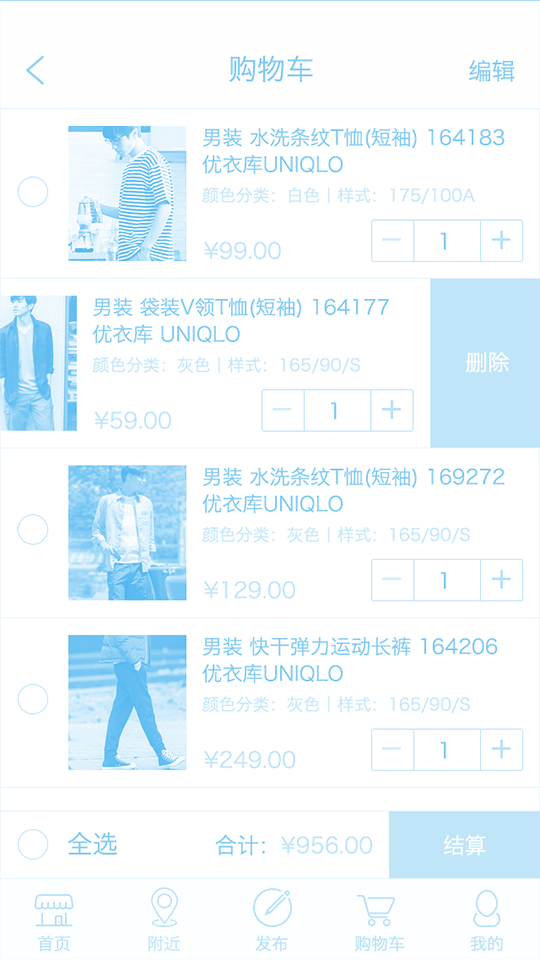 购物车
编辑
男装 水洗条纹T恤(短袖) 164183
优衣库UNIQLO
颜色分类：白色 | 样式：175/100A
¥99.00
1
男装 袋装V领T恤(短袖) 164177
优衣库 UNIQLO
颜色分类：灰色 | 样式：165/90/S
¥59.00
1
删除
男装 水洗条纹T恤(短袖) 169272
优衣库UNIQLO
颜色分类：灰色 | 样式：165/90/S
¥129.00
1
男装 快干弹力运动长裤 164206
优衣库UNIQLO
颜色分类：灰色 | 样式：165/90/S
¥249.00
1
全选
合计：¥956.00
结算
首页
附近
发布
购物车
我的